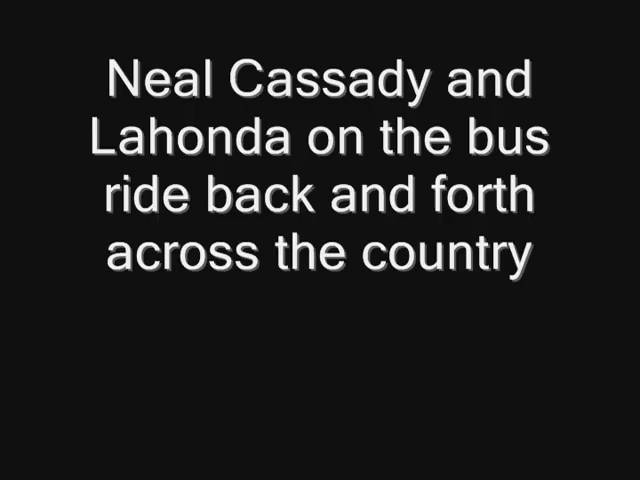 Neal Cassady and
Lahonda on the bus
ride back and forth
across the country